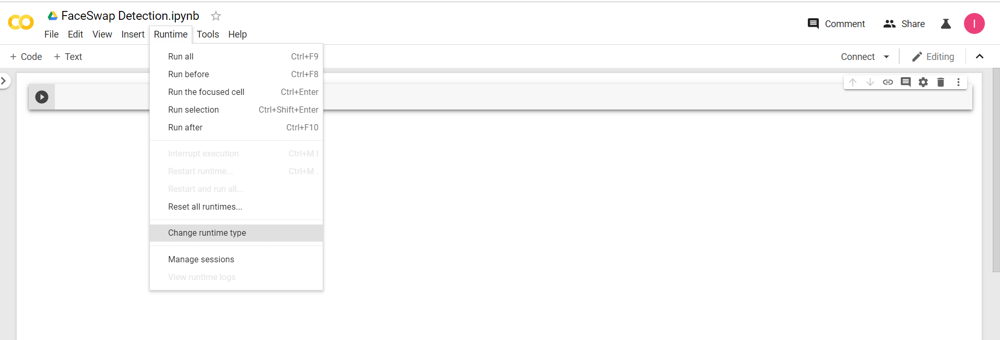 FaceSwap Detection.ipynb
File Edit View Insert Runtime Tools Help
Comment Share I
+ Code + Text
Connect Editing
Run all Ctrl+F9
Run before Ctrl+F8
Run the focused cell Ctrl+Enter
Run selection Ctrl+Shift+Enter
Run after Ctrl+F10
Interrupt execution Ctrl+M I
Restart runtime... Ctrl+M .
Restart and run all...
Reset all runtimes...
Change runtime type
Manage sessions
View runtime logs